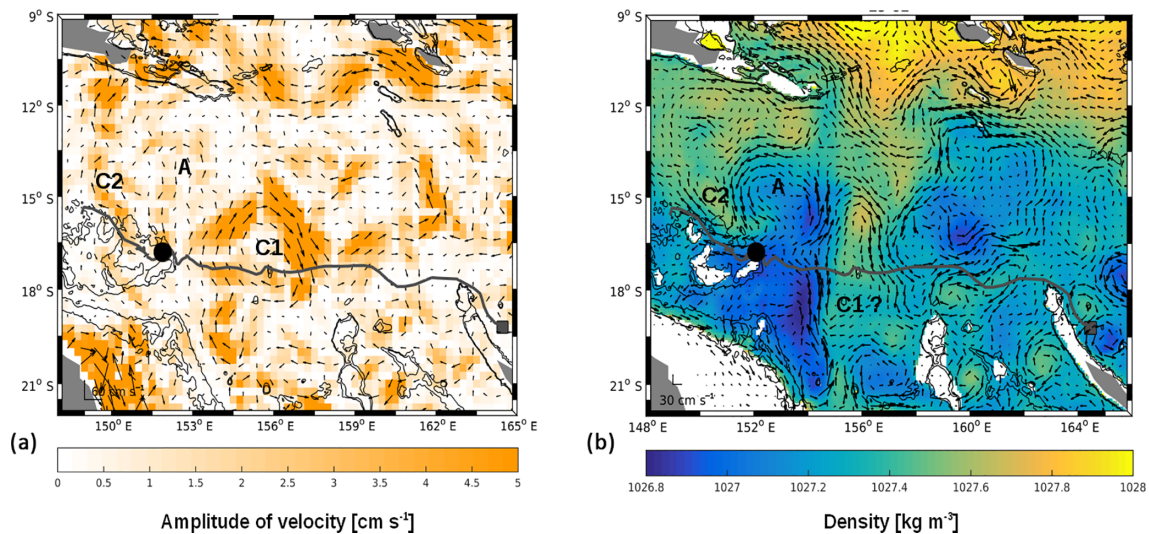 9° S
12° S
15° S
18° S
21° S
150° E
153° E
156° E
159° E
162° E
165° E
C2
A
C1
(a)
0
0.5
1
1.5
2
2.5
3
3.5
4
4.5
5
Amplitude of velocity [cm s⁻¹]
9° S
12° S
15° S
18° S
21° S
148° E
152° E
156° E
160° E
164° E
C2
A
C1 ?
30 cm s⁻¹
(b)
1026.8
1027
1027.2
1027.4
1027.6
1027.8
1028
Density [kg m⁻³]